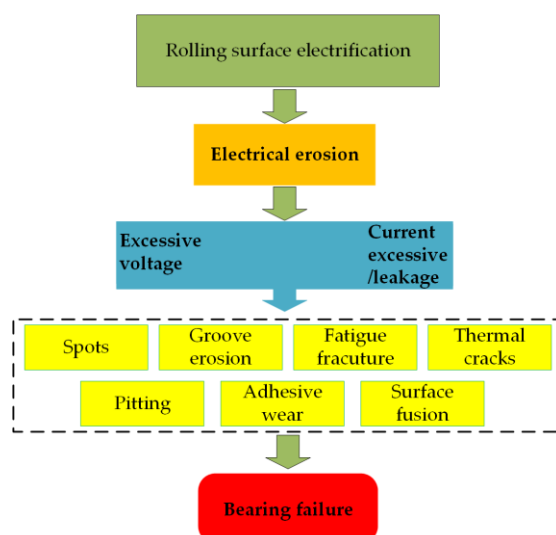 Rolling surface electrification
Electrical erosion
Excessive
voltage
Current
excessive
/leakage
Spots
Groove
erosion
Fatigue
fracuture
Thermal
cracks
Pitting
Adhesive
wear
Surface
fusion
Bearing failure